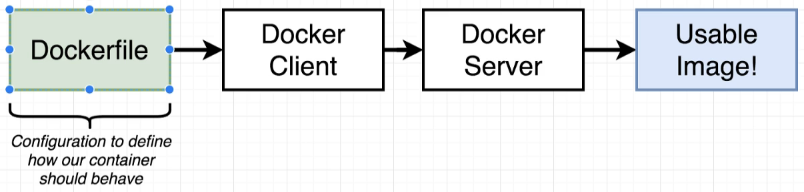 Dockerfile
Docker
Client
Docker
Server
Usable
Image!
Configuration to define
how our container
should behave